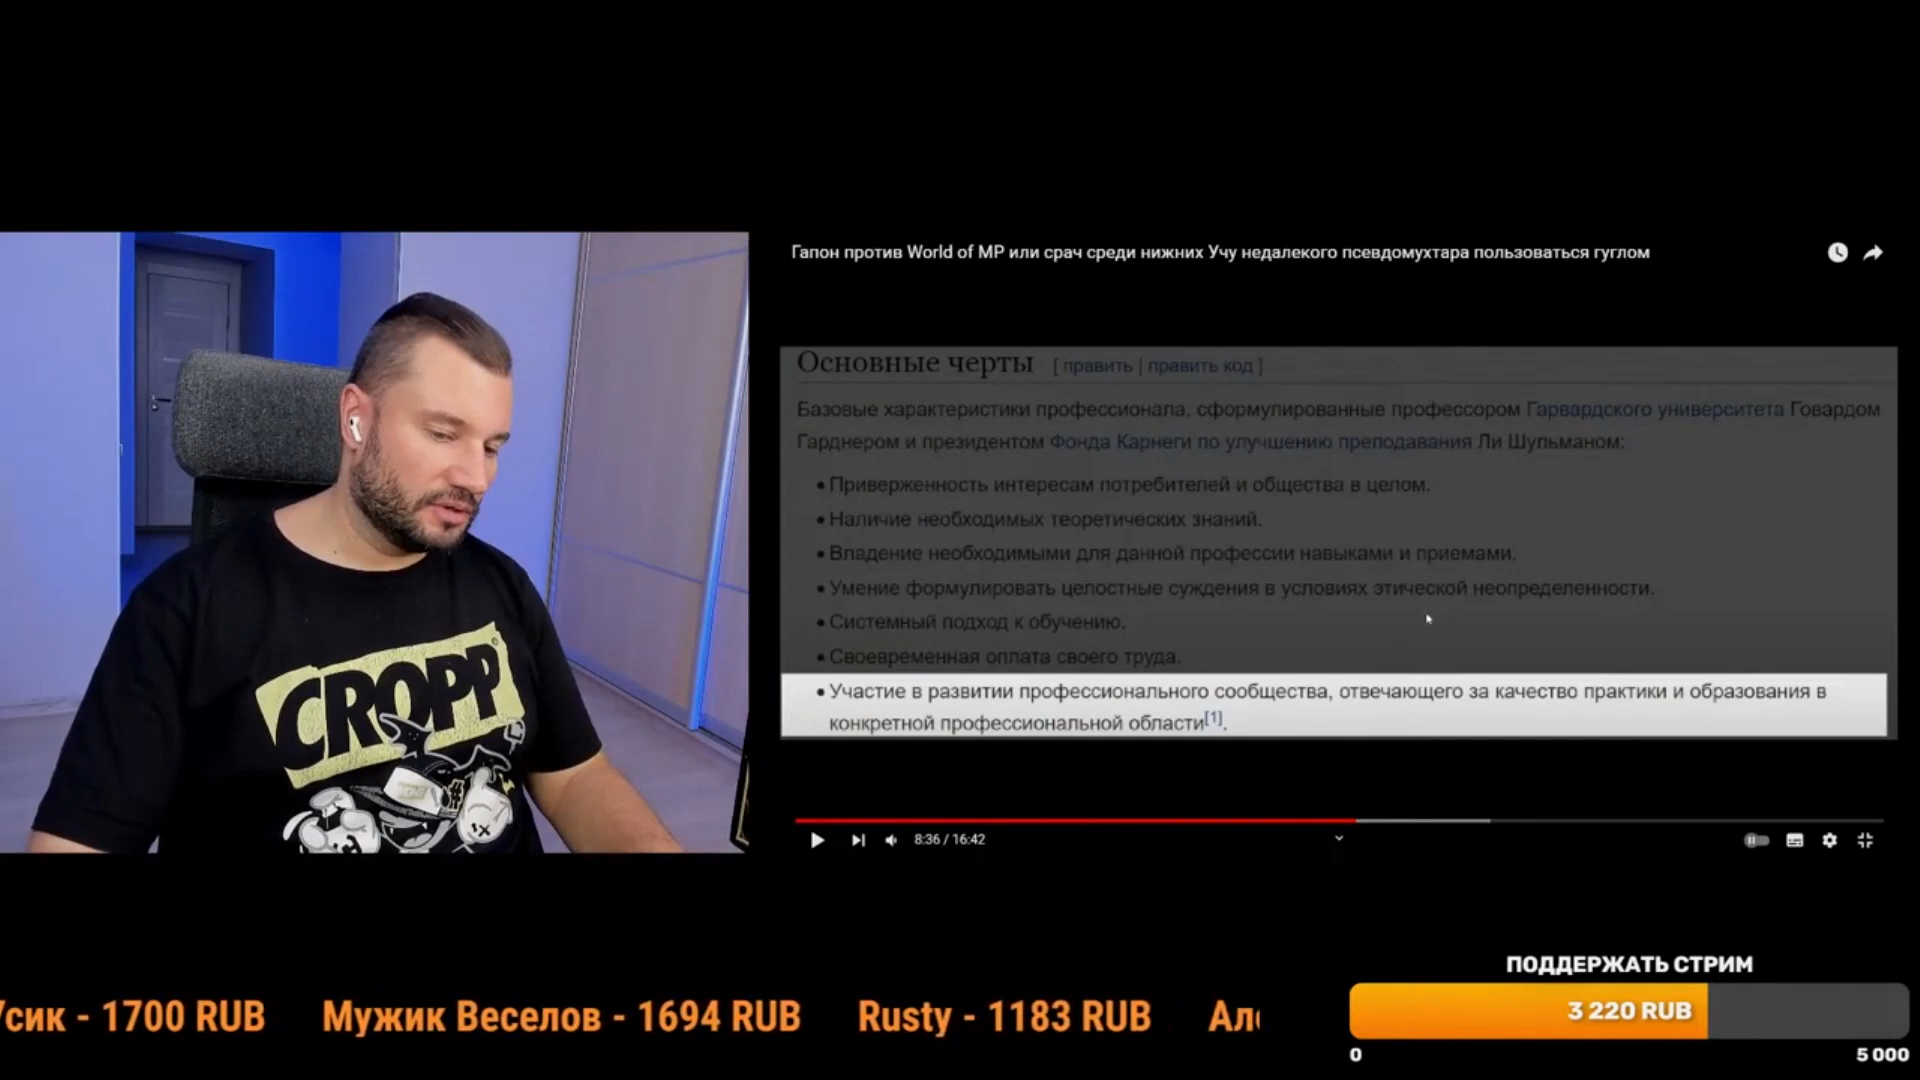 Гапон против World of MP или срач среди нижних Учу недалекого псевдомухтара пользоваться гуглом
Основные черты [ править | править код ]
Базовые характеристики профессионала, сформулированные профессором Гарвардского университета Говардом
Гарднером и президентом Фонда Карнеги по улучшению преподавания Ли Шульманом:
• Приверженность интересам потребителей и общества в целом.
• Наличие необходимых теоретических знаний.
• Владение необходимыми для данной профессии навыками и приемами.
• Умение формулировать целостные суждения в условиях этической неопределенности.
• Системный подход к обучению.
• Своевременная оплата своего труда.
• Участие в развитии профессионального сообщества, отвечающего за качество практики и образования в
конкретной профессиональной области[1].
8:36 / 16:42
CROPP
ПОДДЕРЖАТЬ СТРИМ
3 220 RUB
0 5 000
Усик - 1700 RUB Мужик Веселов - 1694 RUB Rusty - 1183 RUB